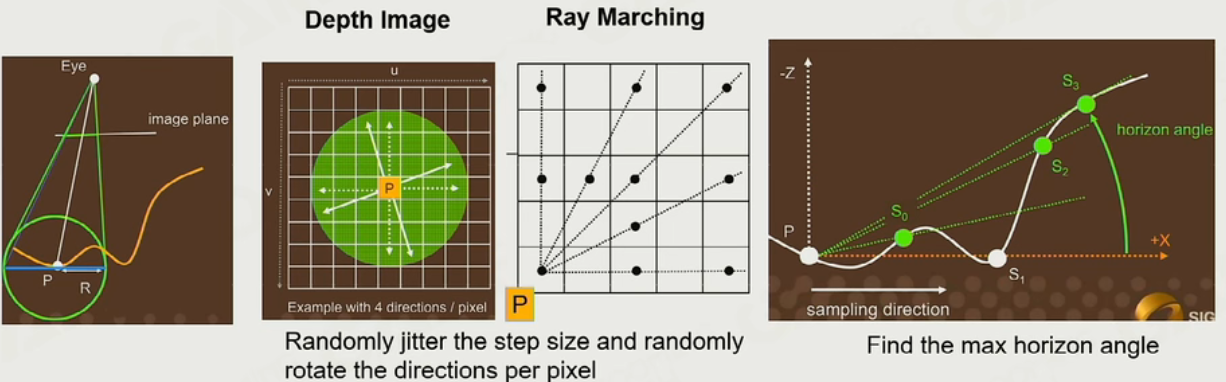 Depth Image
Ray Marching
Eye
image plane
P
R
u
v
P
Example with 4 directions / pixel
P
-Z
S3
horizon angle
S2
S0
P
+X
S1
sampling direction
SIG
Randomly jitter the step size and randomly
rotate the directions per pixel
Find the max horizon angle